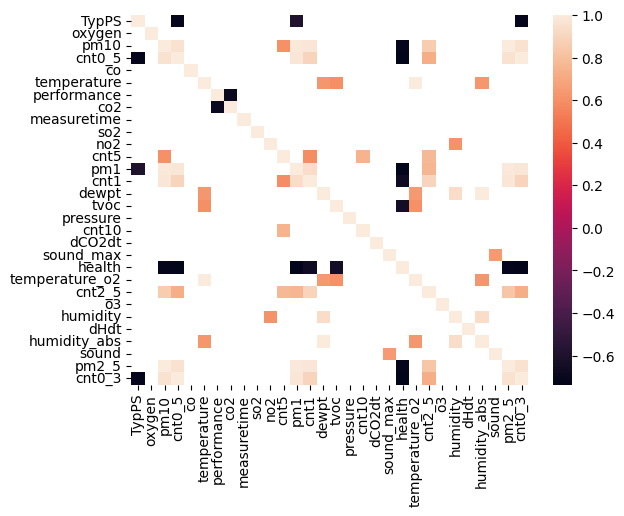 TypPS
oxygen
pm10
cnt0_5
co
temperature
performance
co2
measuretime
so2
no2
cnt5
pm1
cnt1
dewpt
tvoc
pressure
cnt10
dCO2dt
sound_max
health
temperature_o2
cnt2_5
o3
humidity
dHdt
humidity_abs
sound
pm2_5
cnt0_3
TypPS
oxygen
pm10
cnt0_5
co
temperature
performance
co2
measuretime
so2
no2
cnt5
pm1
cnt1
dewpt
tvoc
pressure
cnt10
dCO2dt
sound_max
health
temperature_o2
cnt2_5
o3
humidity
dHdt
humidity_abs
sound
pm2_5
cnt0_3
1.0
0.8
0.6
0.4
0.2
0.0
−0.2
−0.4
−0.6